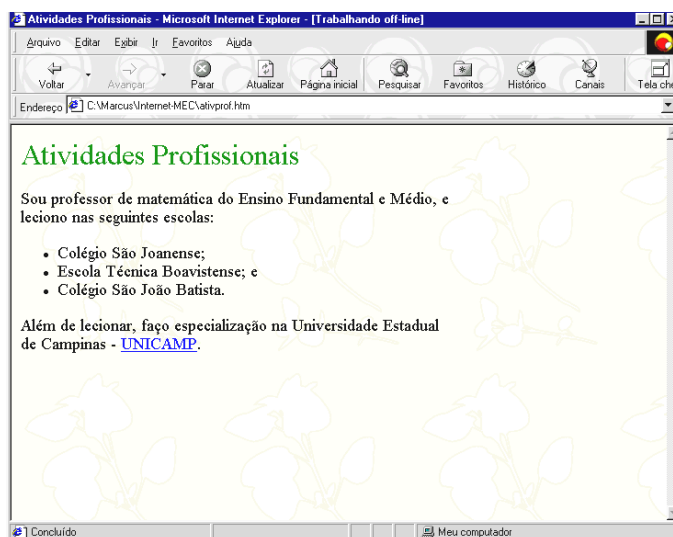 Atividades Profissionais - Microsoft Internet Explorer - [Trabalhando off-line]
Arquivo Editar Exibir Ir Favoritos Ajuda
Voltar Avançar Parar Atualizar Página inicial Pesquisar Favoritos Histórico Canais Tela che
Endereço C:\Marcus\Internet-MEC\ativprof.htm
Atividades Profissionais
Sou professor de matemática do Ensino Fundamental e Médio, e
leciono nas seguintes escolas:
• Colégio São Joanense;
• Escola Técnica Boavistense; e
• Colégio São João Batista.
Além de lecionar, faço especialização na Universidade Estadual
de Campinas - UNICAMP.
Concluído Meu computador